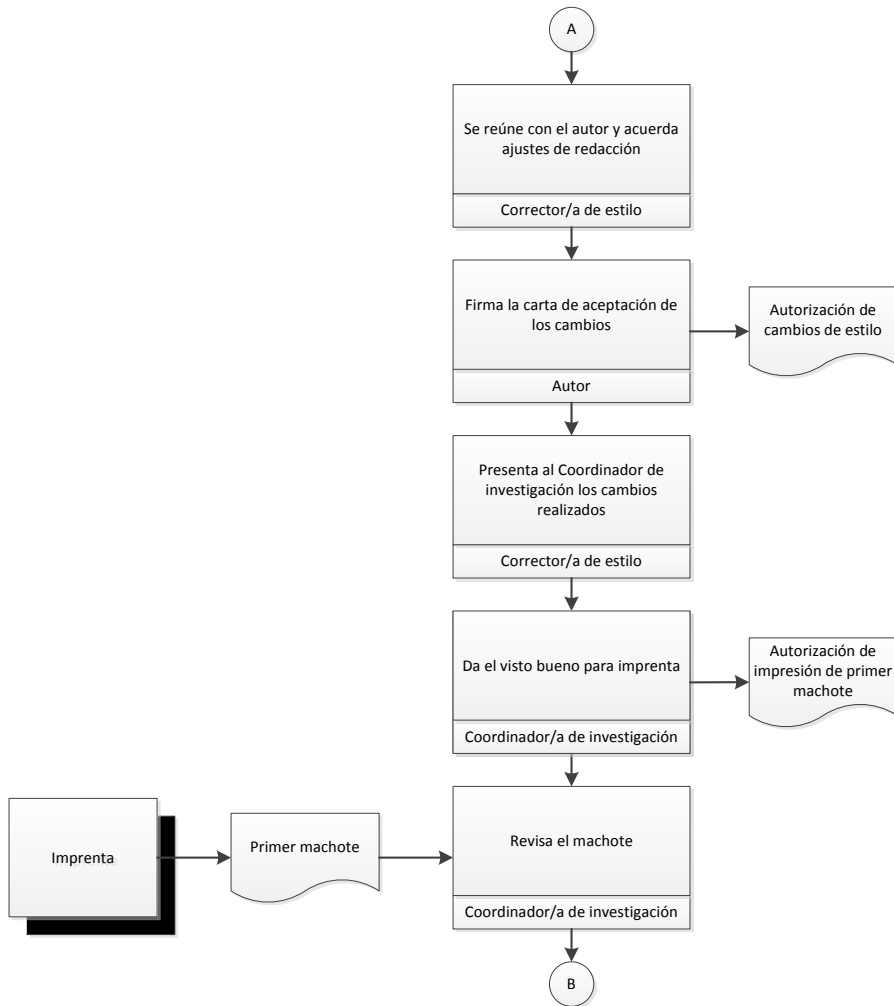 A
Se reúne con el autor y acuerda
ajustes de redacción
Corrector/a de estilo
Firma la carta de aceptación de
los cambios
Autor
Autorización de
cambios de estilo
Presenta al Coordinador de
investigación los cambios
realizados
Corrector/a de estilo
Da el visto bueno para imprenta
Coordinador/a de investigación
Autorización de
impresión de primer
machote
Imprenta
Primer machote
Revisa el machote
Coordinador/a de investigación
B